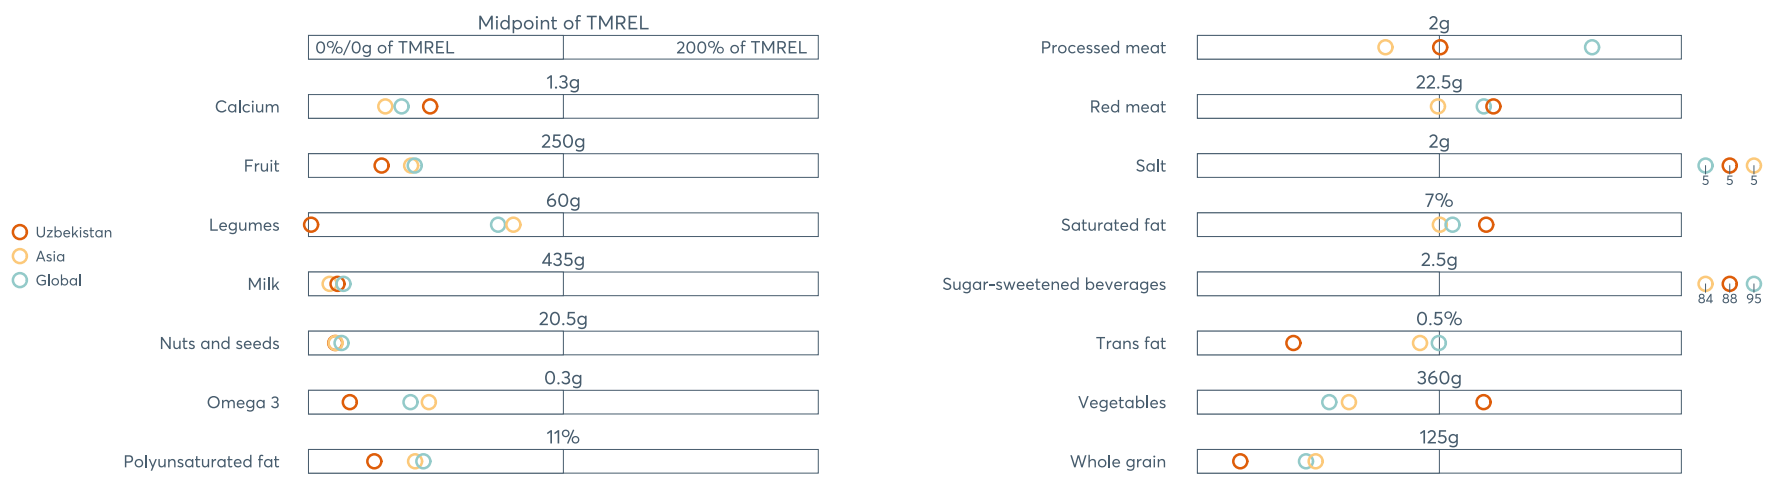 Midpoint of TMREL
0%/0g of TMREL 200% of TMREL
1.3g
Calcium
250g
Fruit
60g
Legumes
435g
Milk
20.5g
Nuts and seeds
0.3g
Omega 3
11%
Polyunsaturated fat
Uzbekistan
Asia
Global
2g
Processed meat
22.5g
Red meat
2g
Salt
5 5 5
7%
Saturated fat
2.5g
Sugar-sweetened beverages
84 88 95
0.5%
Trans fat
360g
Vegetables
125g
Whole grain